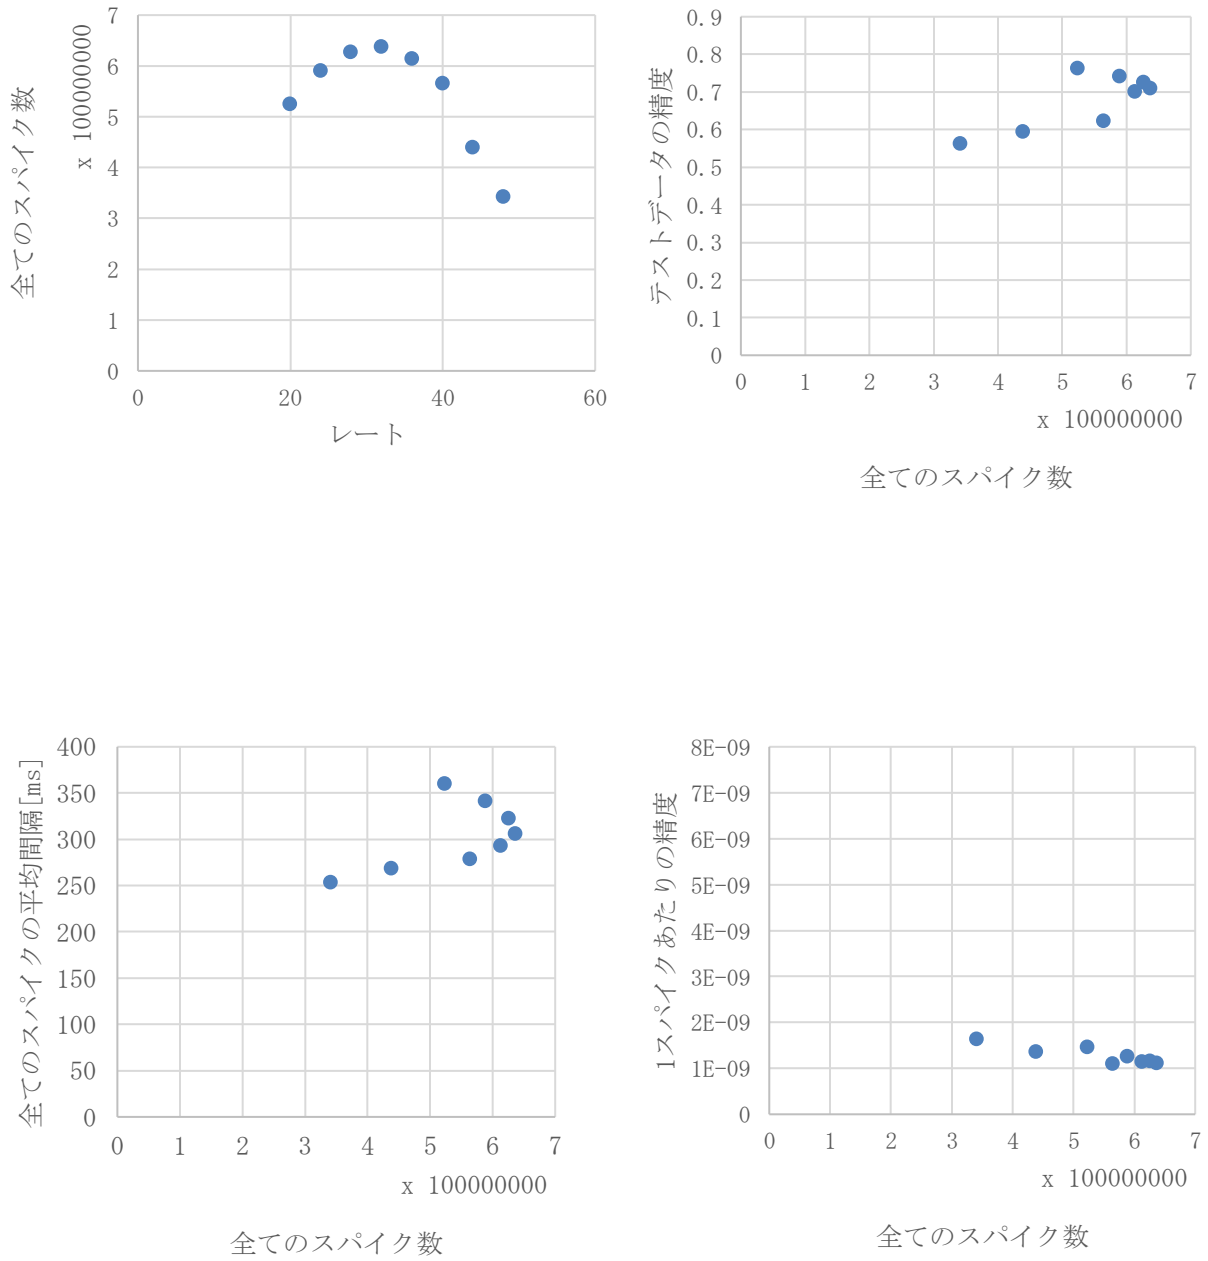 7
6
5
4
3
2
1
0
x 100000000
全てのスパイク数
0
20
40
60
レート
0.9
0.8
0.7
0.6
0.5
0.4
0.3
0.2
0.1
0
テストデータの精度
0
1
2
3
4
5
6
7
x 100000000
全てのスパイク数
400
350
300
250
200
150
100
50
0
全てのスパイクの平均間隔[ms]
0
1
2
3
4
5
6
7
x 100000000
全てのスパイク数
8E-09
7E-09
6E-09
5E-09
4E-09
3E-09
2E-09
1E-09
0
1スパイクあたりの精度
0
1
2
3
4
5
6
7
x 100000000
全てのスパイク数